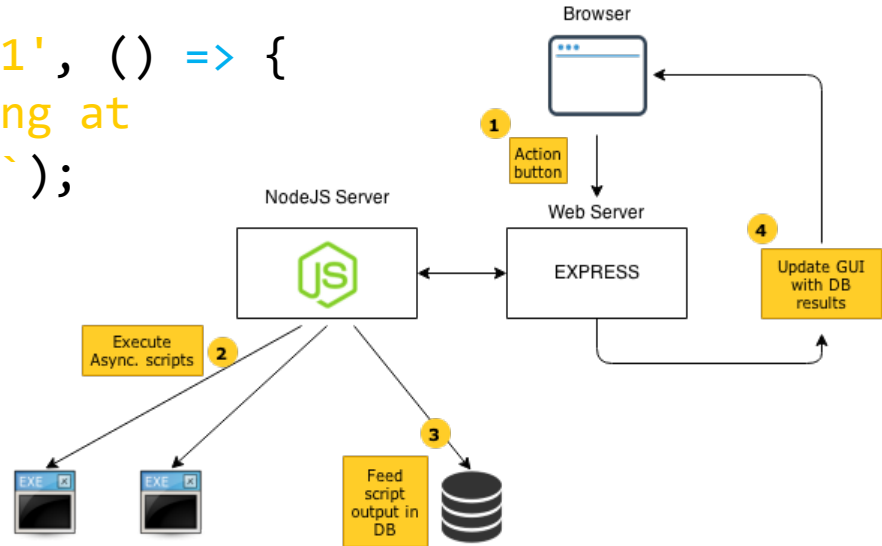 1', () => {
ng at
`);
Browser
1
Action
button
NodeJS Server
Web Server
JS
EXPRESS
4
Update GUI
with DB
results
Execute
Async. scripts
2
3
EXE
EXE
Feed
script
output in
DB